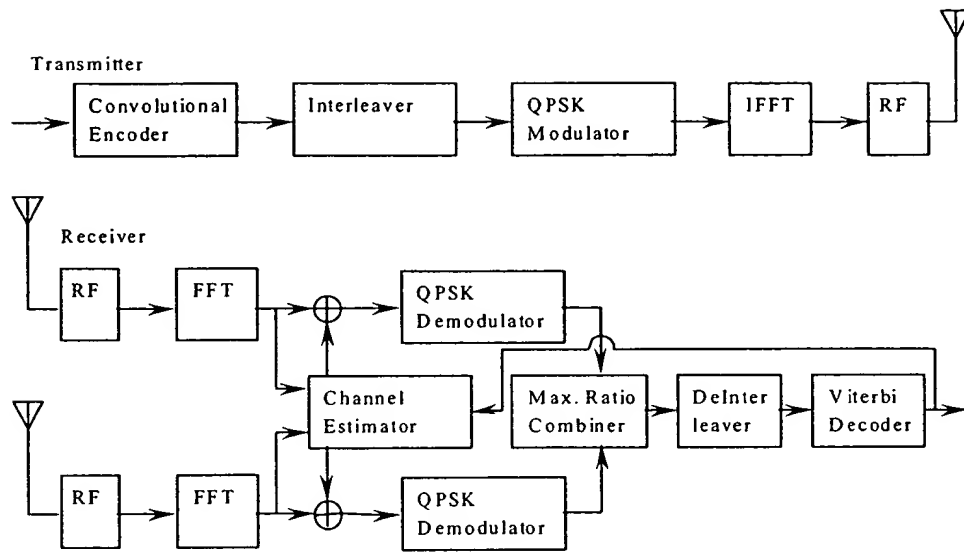 Transmitter
Convolutional
Encoder
Interleaver
QPSK
Modulator
IFFT
RF
Receiver
RF
FFT
QPSK
Demodulator
Channel
Estimator
Max. Ratio
Combiner
DeInter
leaver
Viterbi
Decoder
RF
FFT
QPSK
Demodulator